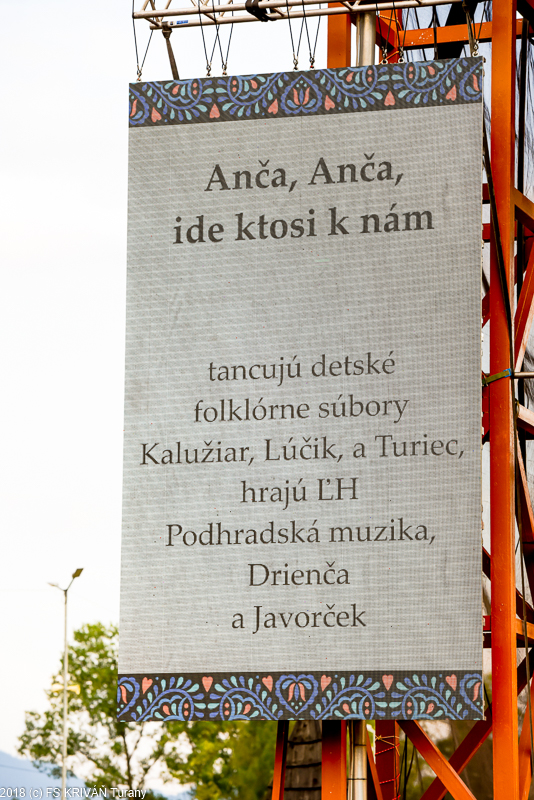 Anča, Anča,
ide ktosi k nám
tancujú detské
folklórne súbory
Kalužiar, Lúčik, a Turiec,
hrajú ĽH
Podhradská muzika,
Drienča
a Javorček
2018 (c) FS KRIVÁŇ Turany